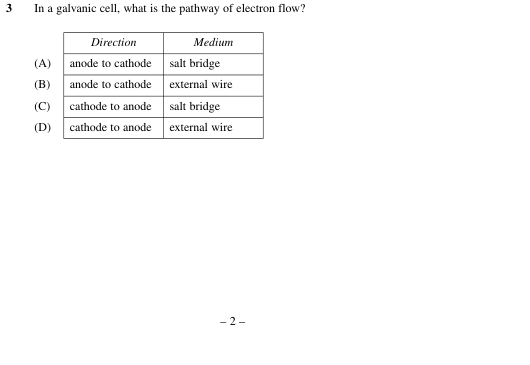 3 In a galvanic cell, what is the pathway of electron flow?
Direction Medium
(A) anode to cathode salt bridge
(B) anode to cathode external wire
(C) cathode to anode salt bridge
(D) cathode to anode external wire
– 2 –